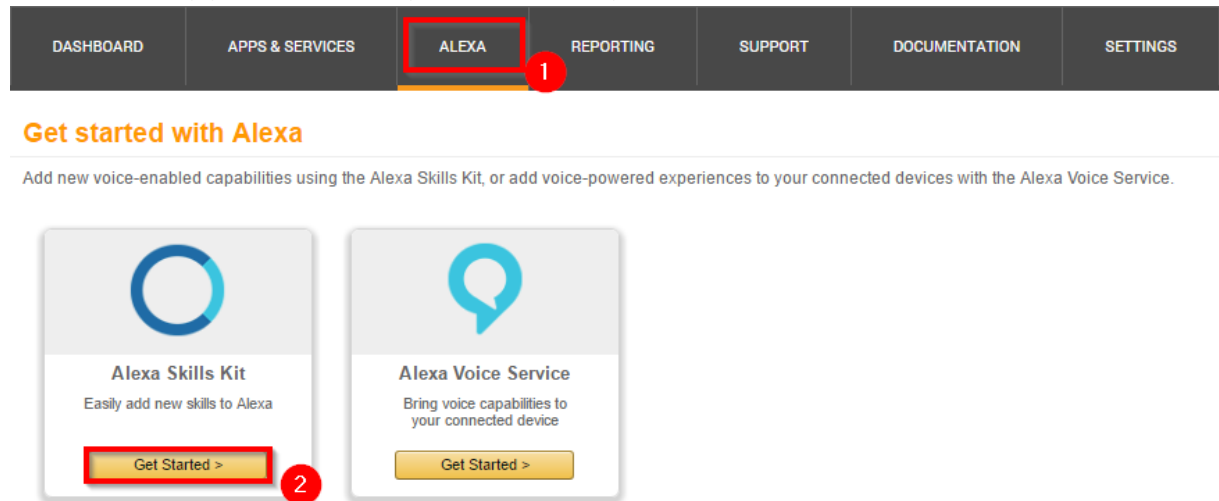 DASHBOARD APPS & SERVICES ALEXA REPORTING SUPPORT DOCUMENTATION SETTINGS
1
Get started with Alexa
Add new voice-enabled capabilities using the Alexa Skills Kit, or add voice-powered experiences to your connected devices with the Alexa Voice Service.
Alexa Skills Kit
Easily add new skills to Alexa
Get Started >
2
Alexa Voice Service
Bring voice capabilities to
your connected device
Get Started >